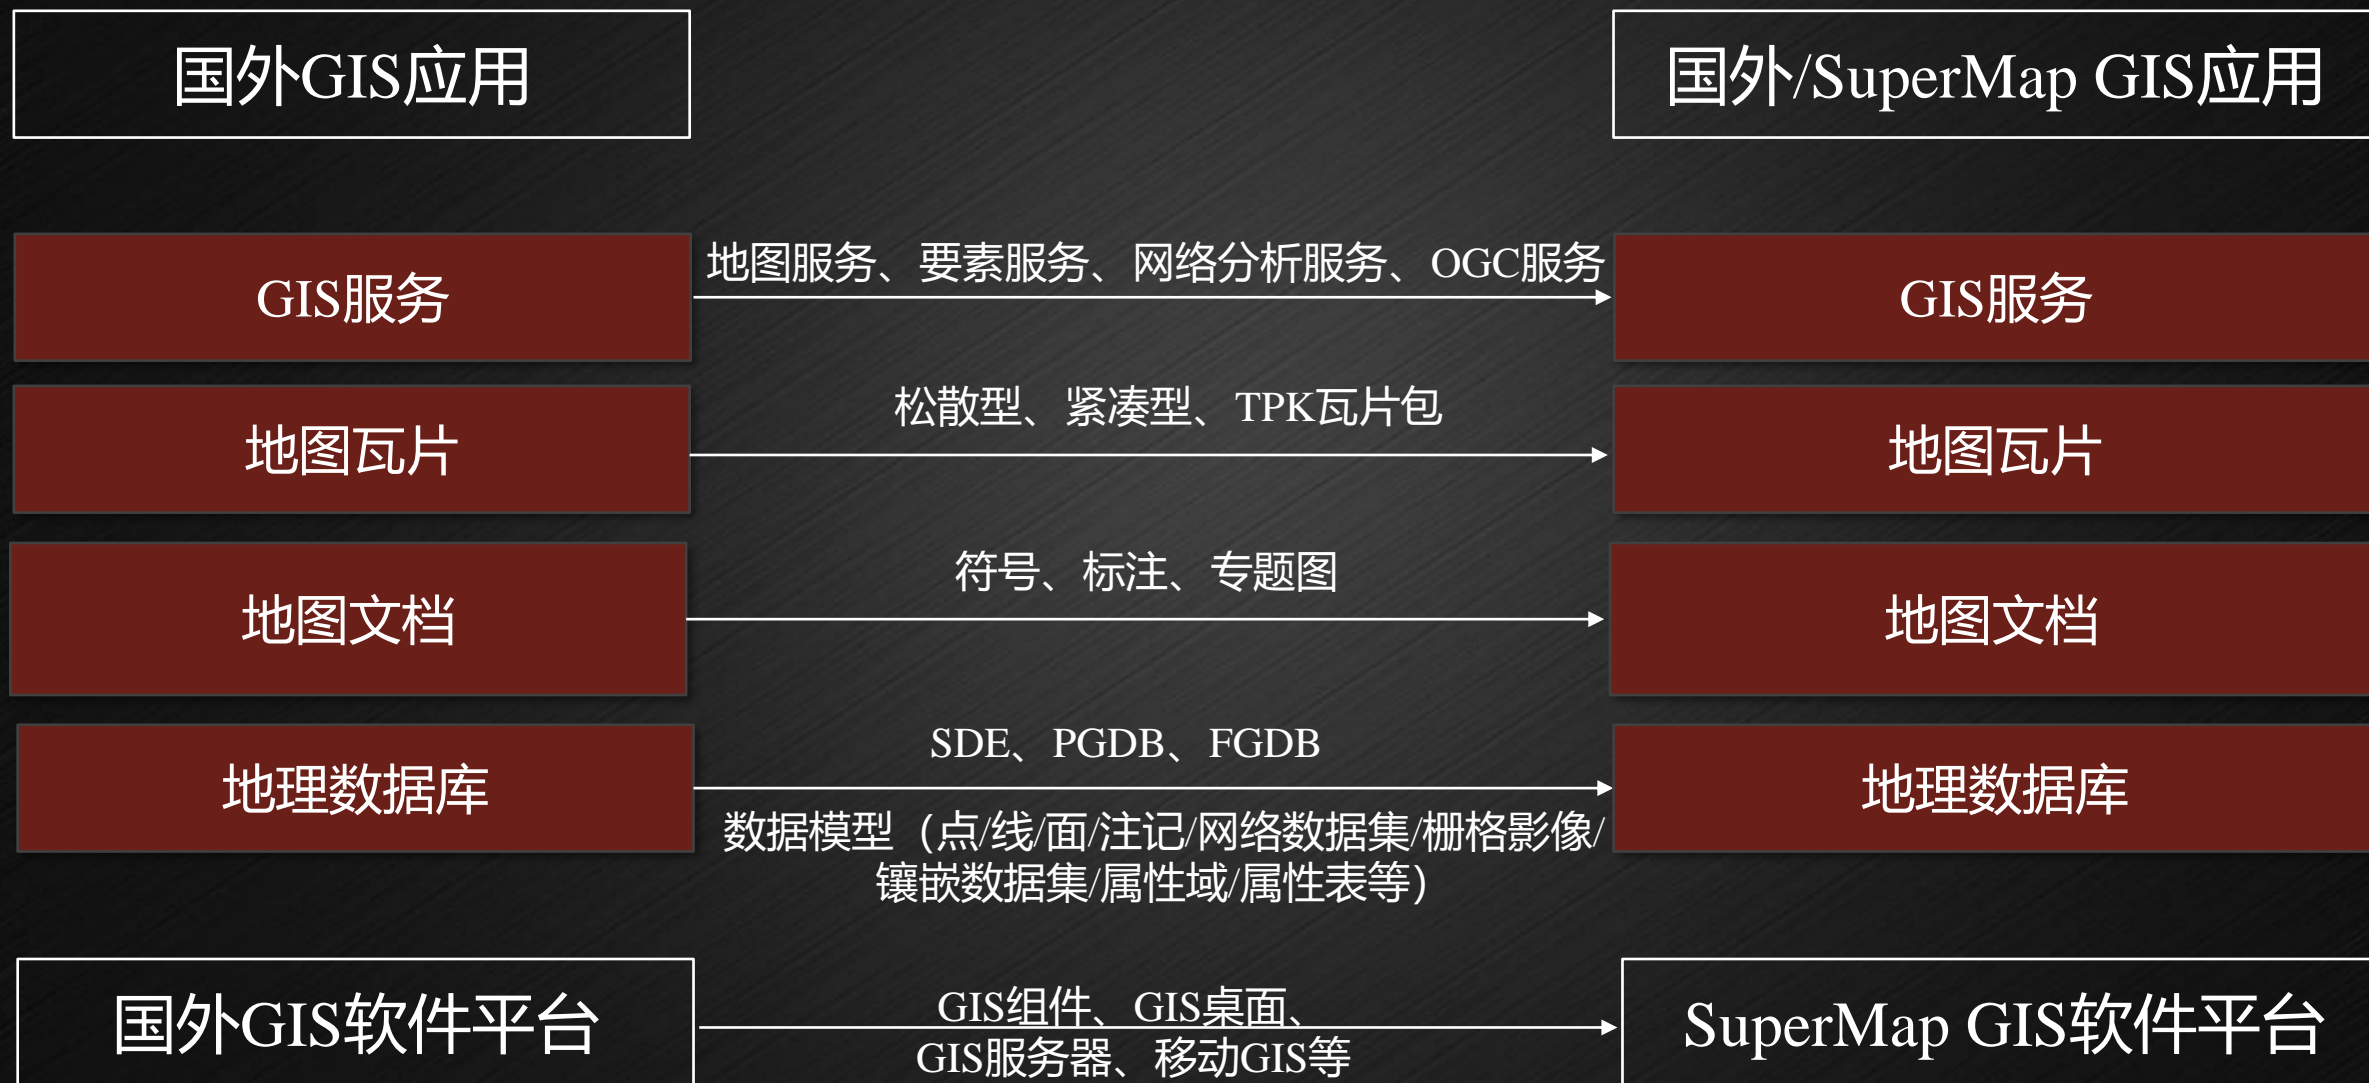 国外GIS应用
国外/SuperMap GIS应用
GIS服务
地图服务、要素服务、网络分析服务、OGC服务
GIS服务
地图瓦片
松散型、紧凑型、TPK瓦片包
地图瓦片
地图文档
符号、标注、专题图
地图文档
地理数据库
SDE、PGDB、FGDB
数据模型（点/线/面/注记/网络数据集/栅格影像/
镶嵌数据集/属性域/属性表等）
地理数据库
国外GIS软件平台
GIS组件、GIS桌面、
GIS服务器、移动GIS等
SuperMap GIS软件平台